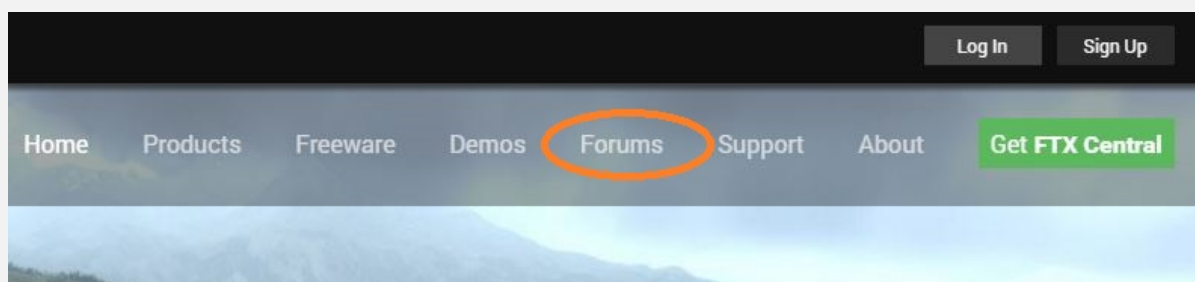 Log In Sign Up
Home Products Freeware Demos Forums Support About Get FTX Central